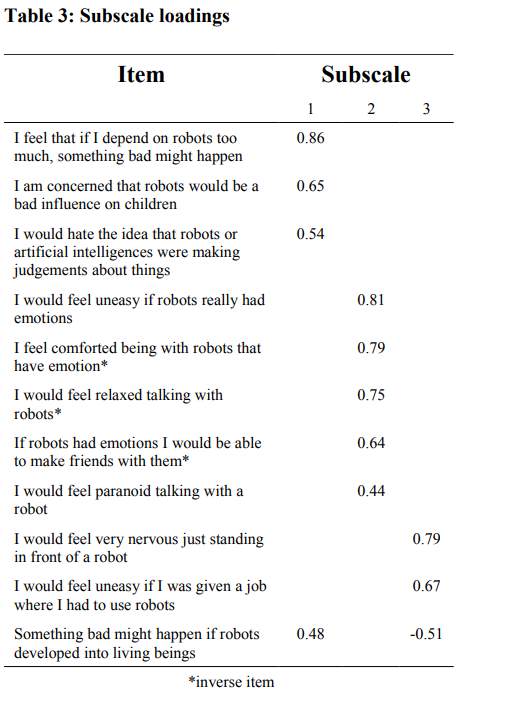 Table 3: Subscale loadings
Item Subscale
1 2 3
I feel that if I depend on robots too 0.86
much, something bad might happen
I am concerned that robots would be a 0.65
bad influence on children
I would hate the idea that robots or 0.54
artificial intelligences were making
judgements about things
I would feel uneasy if robots really had 0.81
emotions
I feel comforted being with robots that 0.79
have emotion*
I would feel relaxed talking with 0.75
robots*
If robots had emotions I would be able 0.64
to make friends with them*
I would feel paranoid talking with a 0.44
robot
I would feel very nervous just standing 0.79
in front of a robot
I would feel uneasy if I was given a job 0.67
where I had to use robots
Something bad might happen if robots 0.48 -0.51
developed into living beings
*inverse item